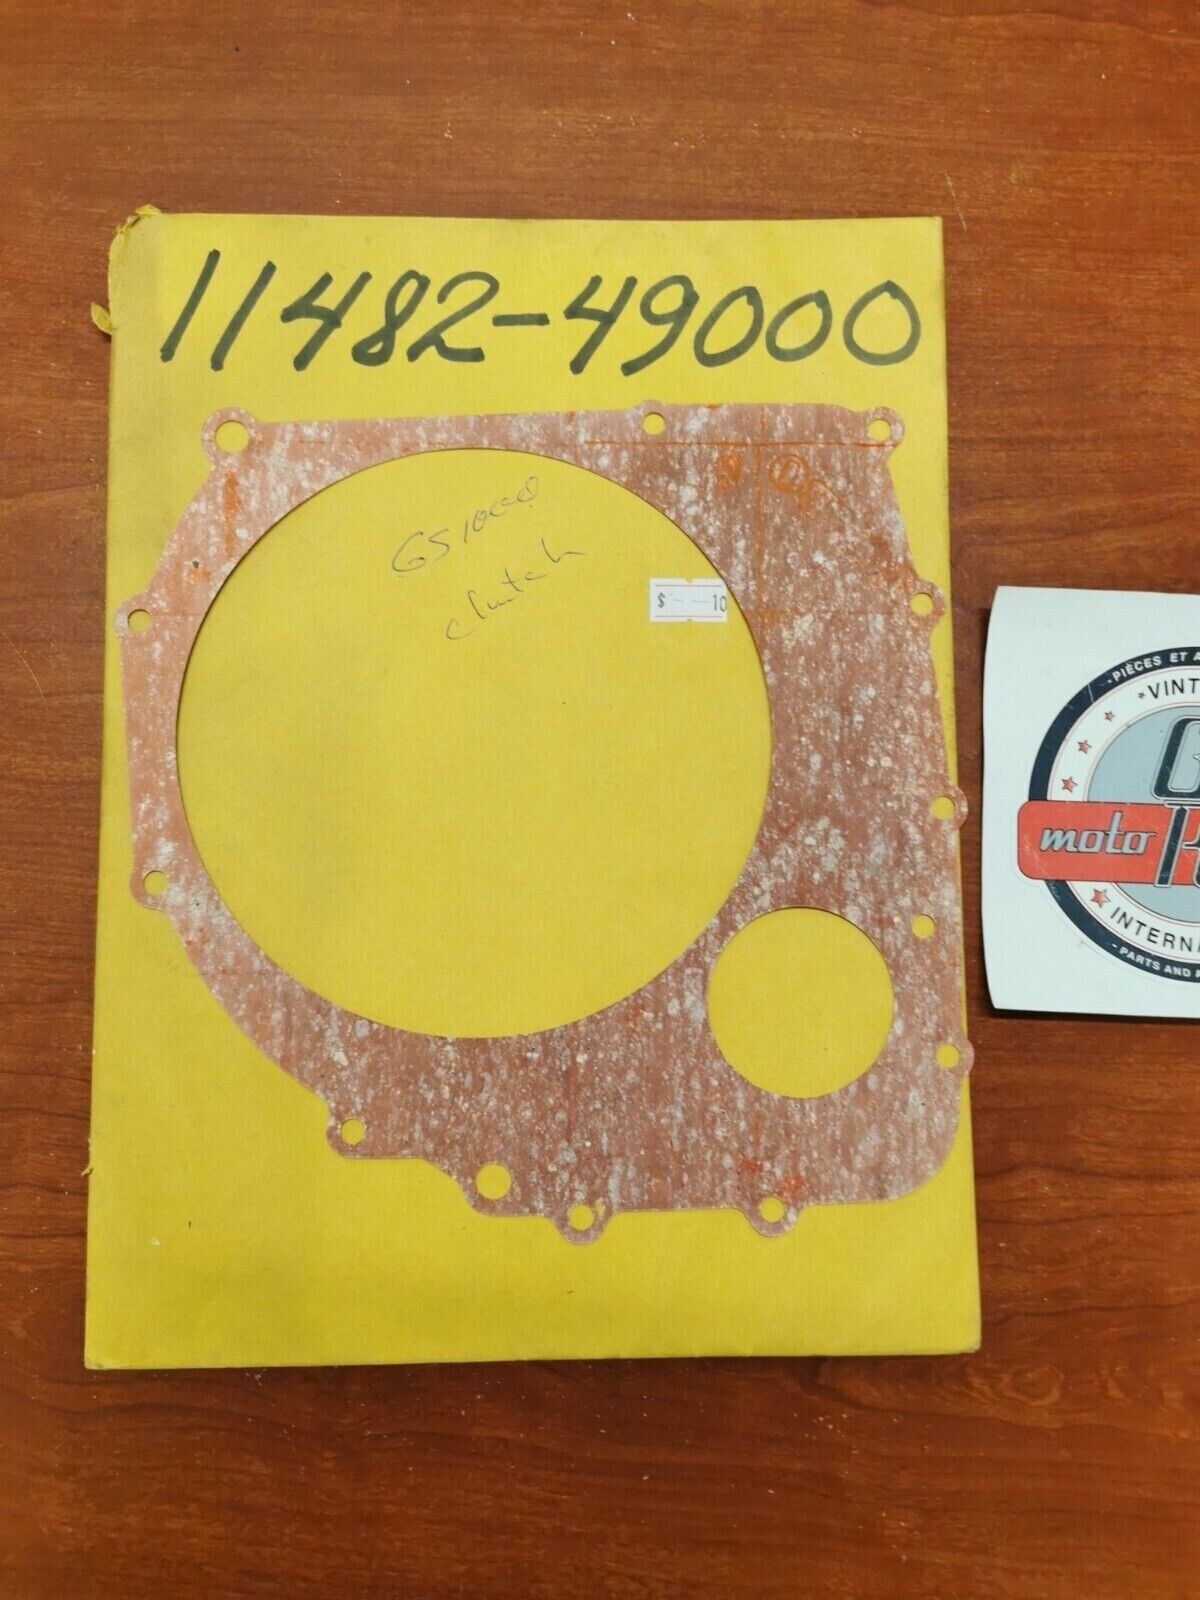 11482-49000
GS1000
clutch
$ - --10
PIÈCES ET A
VINT
moto
INTERN
PARTS AND